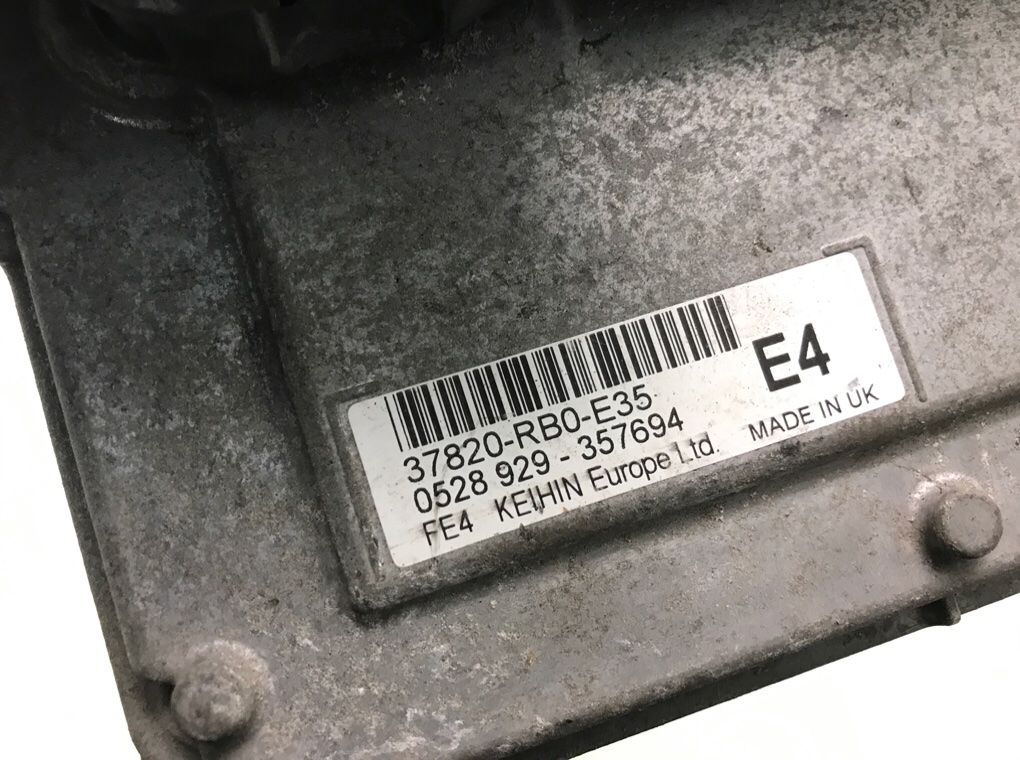 E4
37820-RB0-E35
0528 929 - 357694
FE4 KEIHIN Europe Ltd. MADE IN UK